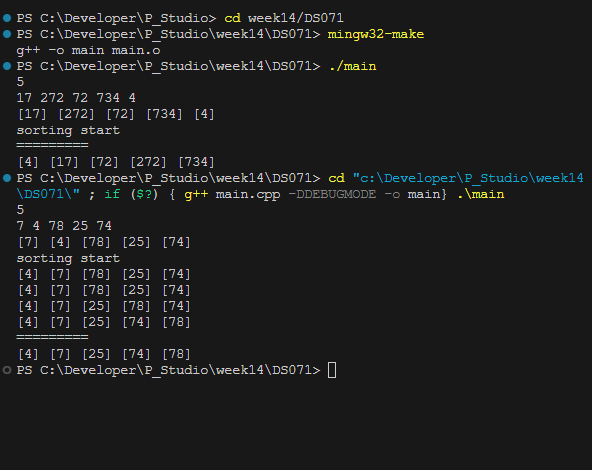 PS C:\Developer\P_Studio> cd week14/DS071
PS C:\Developer\P_Studio\week14\DS071> mingw32-make
g++ -o main main.o
PS C:\Developer\P_Studio\week14\DS071> ./main
5
17 272 72 734 4
[17] [272] [72] [734] [4]
sorting start
=========
[4] [17] [72] [272] [734]
PS C:\Developer\P_Studio\week14\DS071> cd "c:\Developer\P_Studio\week14
\DS071\" ; if ($?) { g++ main.cpp -DDEBUGMODE -o main} .\main
5
7 4 78 25 74
[7] [4] [78] [25] [74]
sorting start
[4] [7] [78] [25] [74]
[4] [7] [78] [25] [74]
[4] [7] [25] [78] [74]
[4] [7] [25] [74] [78]
=========
[4] [7] [25] [74] [78]
PS C:\Developer\P_Studio\week14\DS071>